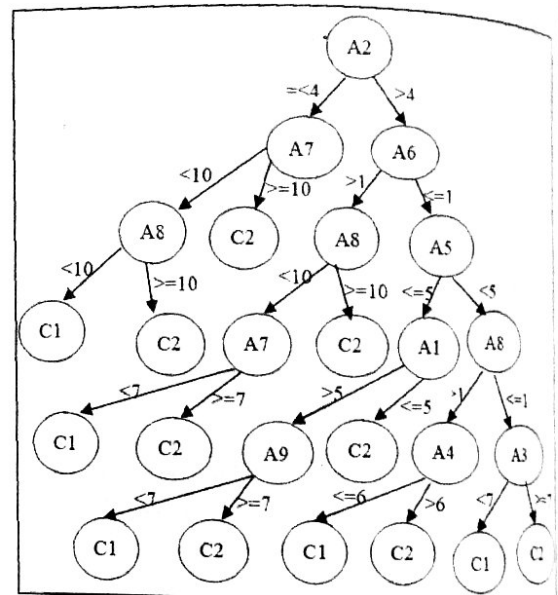 A2
=<4 >4
A7 A6
<10 >=10 >1 <=1
A8 C2 A8 A5
<10 >=10 <10 >=10 <=5 <5
C1 C2 A7 C2 A1 A8
<7 >=7 >5 <=5 >1 <=1
C1 C2 A9 C2 A4 A3
<7 >=7 <=6 >6 <7
C1 C2 C1 C2 C1 C2